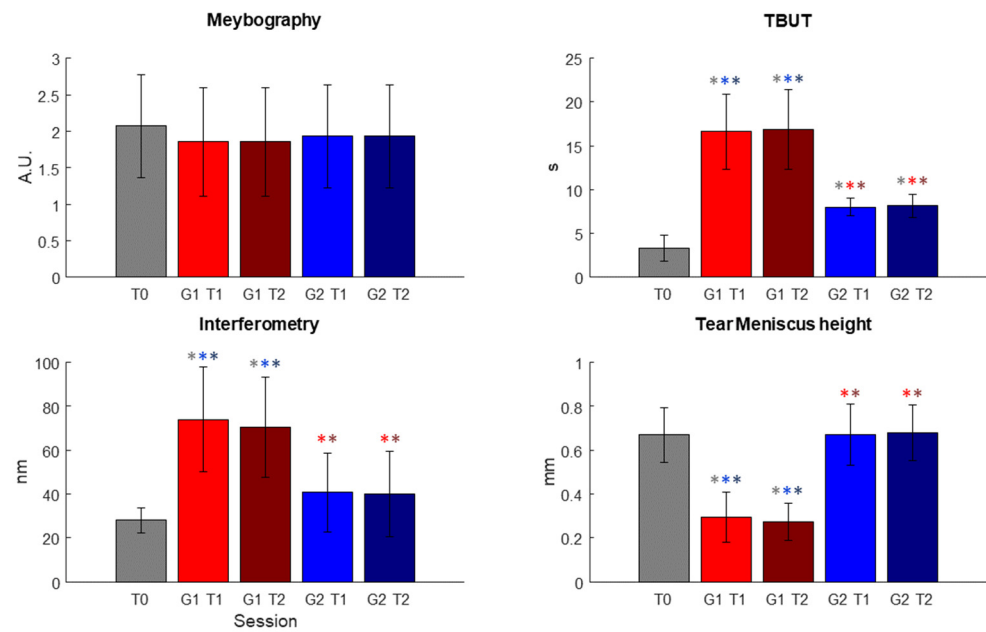 Meybography
3
2.5
2
1.5
1
0.5
0
A.U.
T0 G1 T1 G1 T2 G2 T1 G2 T2
TBUT
25
20
15
10
5
0
s
*** *** *** ***
T0 G1 T1 G1 T2 G2 T1 G2 T2
Interferometry
100
80
60
40
20
0
nm
*** *** ** **
T0 G1 T1 G1 T2 G2 T1 G2 T2
Session
Tear Meniscus height
1
0.8
0.6
0.4
0.2
0
mm
*** *** ** **
T0 G1 T1 G1 T2 G2 T1 G2 T2